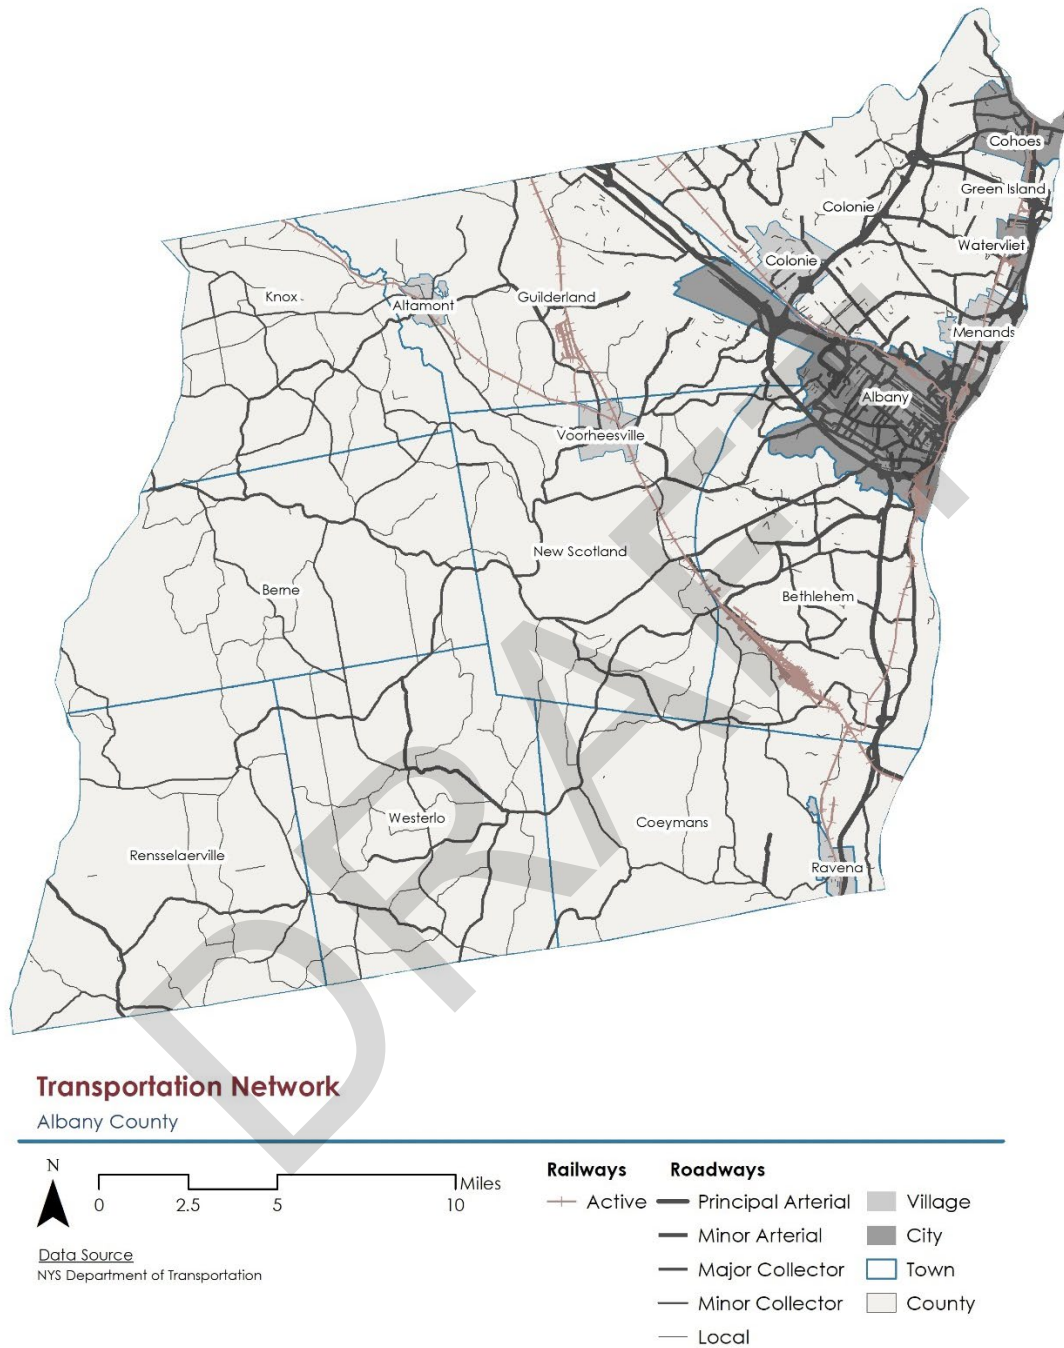 Cohoes
Green Island
Colonie
Watervliet
Colonie
Knox
Altamont
Guilderland
Menands
Albany
Voorheesville
New Scotland
Berne
Bethlehem
Westerlo
Coeymans
Rensselaerville
Ravena
DRAFT
Transportation Network
Albany County
N
0 2.5 5 10 Miles
Data Source
NYS Department of Transportation
Railways
Active
Roadways
Principal Arterial
Minor Arterial
Major Collector
Minor Collector
Local
Village
City
Town
County